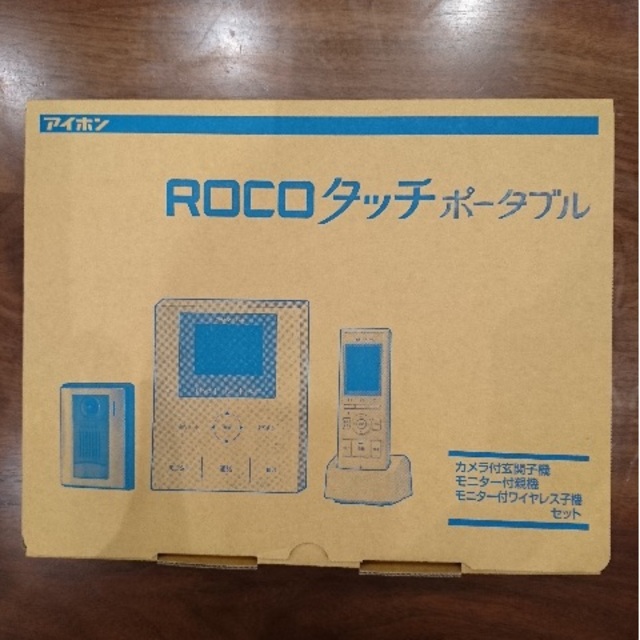 アイホン
ROCOタッチ ポータブル
カメラ付玄関子機
モニター付親機
モニター付ワイヤレス子機
セット